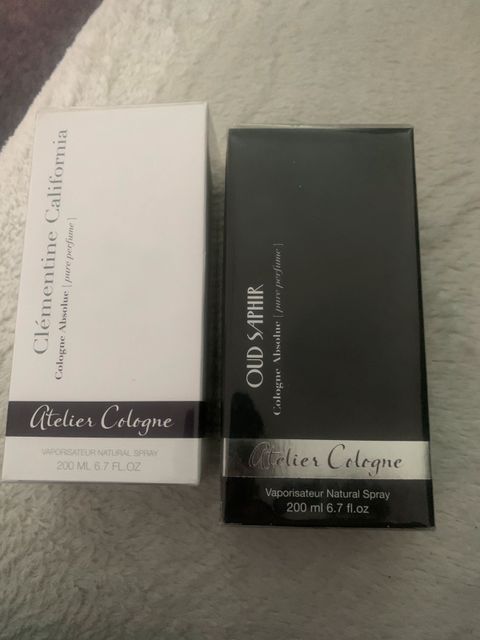 Clémentine California
Cologne Absolue | pure perfume |
Atelier Cologne
VAPORISATEUR NATURAL SPRAY
200 ML 6.7 FL.OZ
OUD SAPHIR
Cologne Absolue | pure perfume |
Atelier Cologne
Vaporisateur Natural Spray
200 ml 6.7 fl.oz